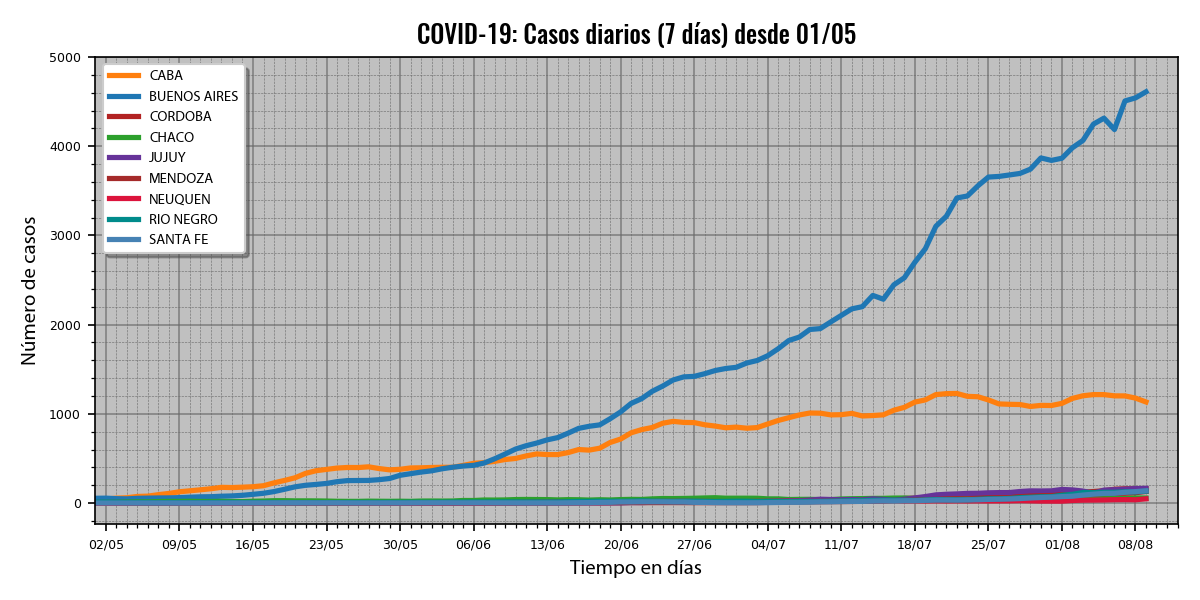 COVID-19: Casos diarios (7 días) desde 01/05
5000
4000
3000
2000
1000
0
Número de casos
CABA
BUENOS AIRES
CORDOBA
CHACO
JUJUY
MENDOZA
NEUQUEN
RIO NEGRO
SANTA FE
02/05 09/05 16/05 23/05 30/05 06/06 13/06 20/06 27/06 04/07 11/07 18/07 25/07 01/08 08/08
Tiempo en días